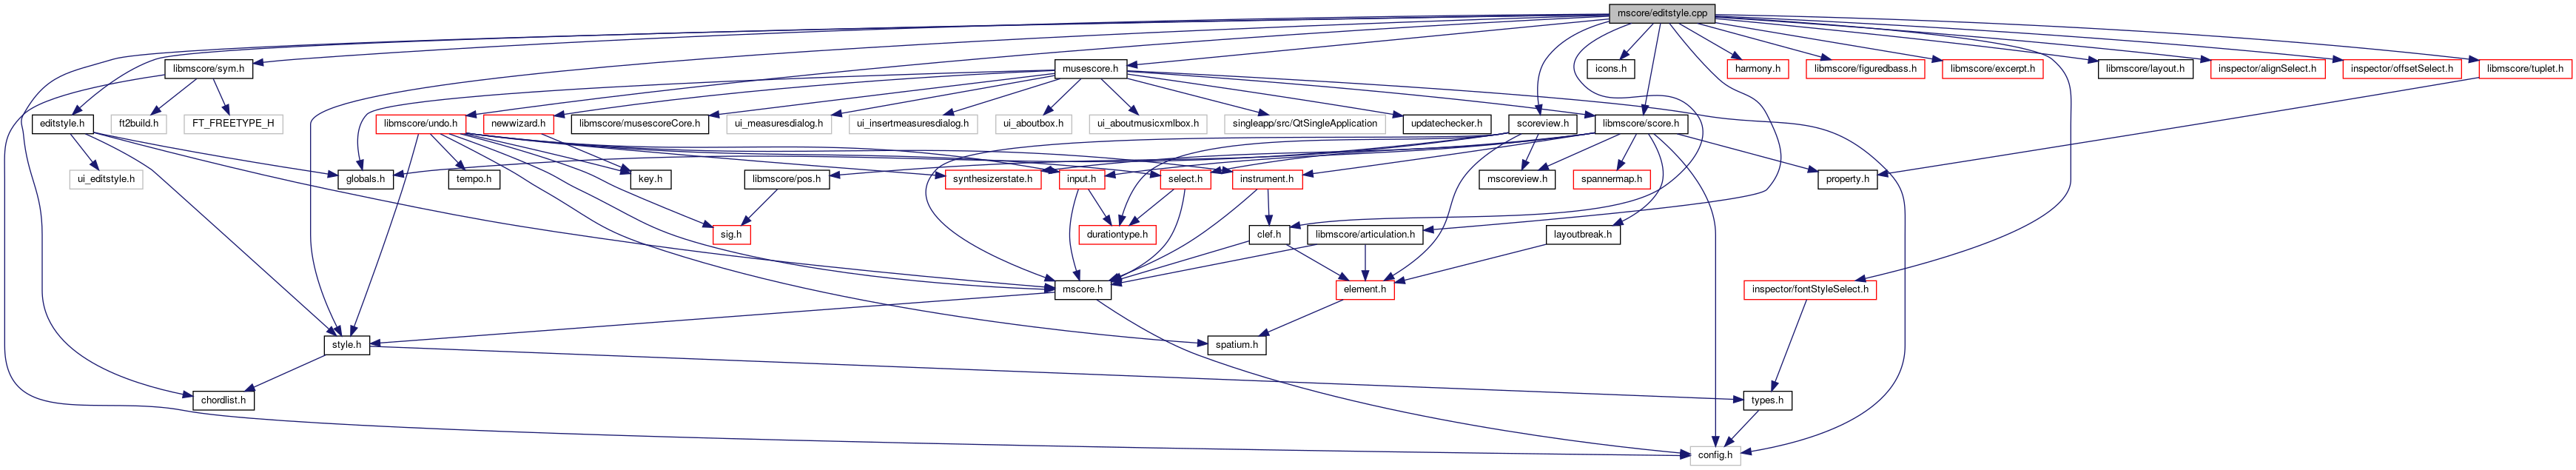 mscore/editstyle.cpp
libmscore/sym.h
musescore.h
icons.h
harmony.h
libmscore/figuredbass.h
libmscore/excerpt.h
libmscore/layout.h
inspector/alignSelect.h
inspector/offsetSelect.h
libmscore/tuplet.h
editstyle.h
ft2build.h
FT_FREETYPE_H
libmscore/undo.h
newwizard.h
libmscore/musescoreCore.h
ui_measuresdialog.h
ui_insertmeasuresdialog.h
ui_aboutbox.h
ui_aboutmusicxmlbox.h
singleapp/src/QtSingleApplication
updatechecker.h
scoreview.h
libmscore/score.h
ui_editstyle.h
globals.h
tempo.h
key.h
libmscore/pos.h
synthesizerstate.h
input.h
select.h
instrument.h
mscoreview.h
spannermap.h
property.h
sig.h
durationtype.h
clef.h
libmscore/articulation.h
layoutbreak.h
mscore.h
element.h
inspector/fontStyleSelect.h
style.h
spatium.h
chordlist.h
types.h
config.h